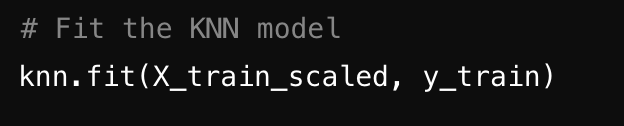 # Fit the KNN model
knn.fit(X_train_scaled, y_train)